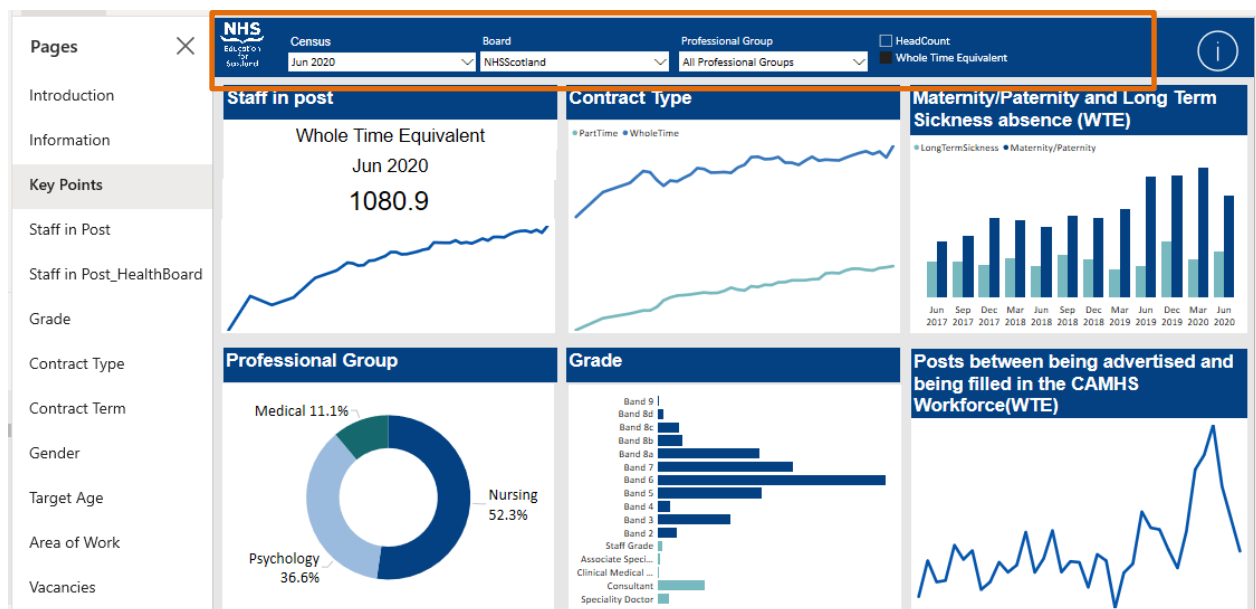 Pages
Introduction
Information
Key Points
Staff in Post
Staff in Post_HealthBoard
Grade
Contract Type
Contract Term
Gender
Target Age
Area of Work
Vacancies
NHS
Education
for
Scotland
Census
Jun 2020
Board
NHSScotland
Professional Group
All Professional Groups
HeadCount
Whole Time Equivalent
i
Staff in post
Whole Time Equivalent
Jun 2020
1080.9
Contract Type
PartTime WholeTime
Maternity/Paternity and Long Term
Sickness absence (WTE)
LongTermSickness Maternity/Paternity
Jun Sep Dec Mar Jun Sep Dec Mar Jun Dec Mar Jun
2017 2017 2017 2018 2018 2018 2018 2019 2019 2019 2020 2020
Professional Group
Medical 11.1%
Nursing
52.3%
Psychology
36.6%
Grade
Band 9
Band 8d
Band 8c
Band 8b
Band 8a
Band 7
Band 6
Band 5
Band 4
Band 3
Band 2
Staff Grade
Associate Speci...
Clinical Medical ...
Consultant
Speciality Doctor
Posts between being advertised and
being filled in the CAMHS
Workforce(WTE)